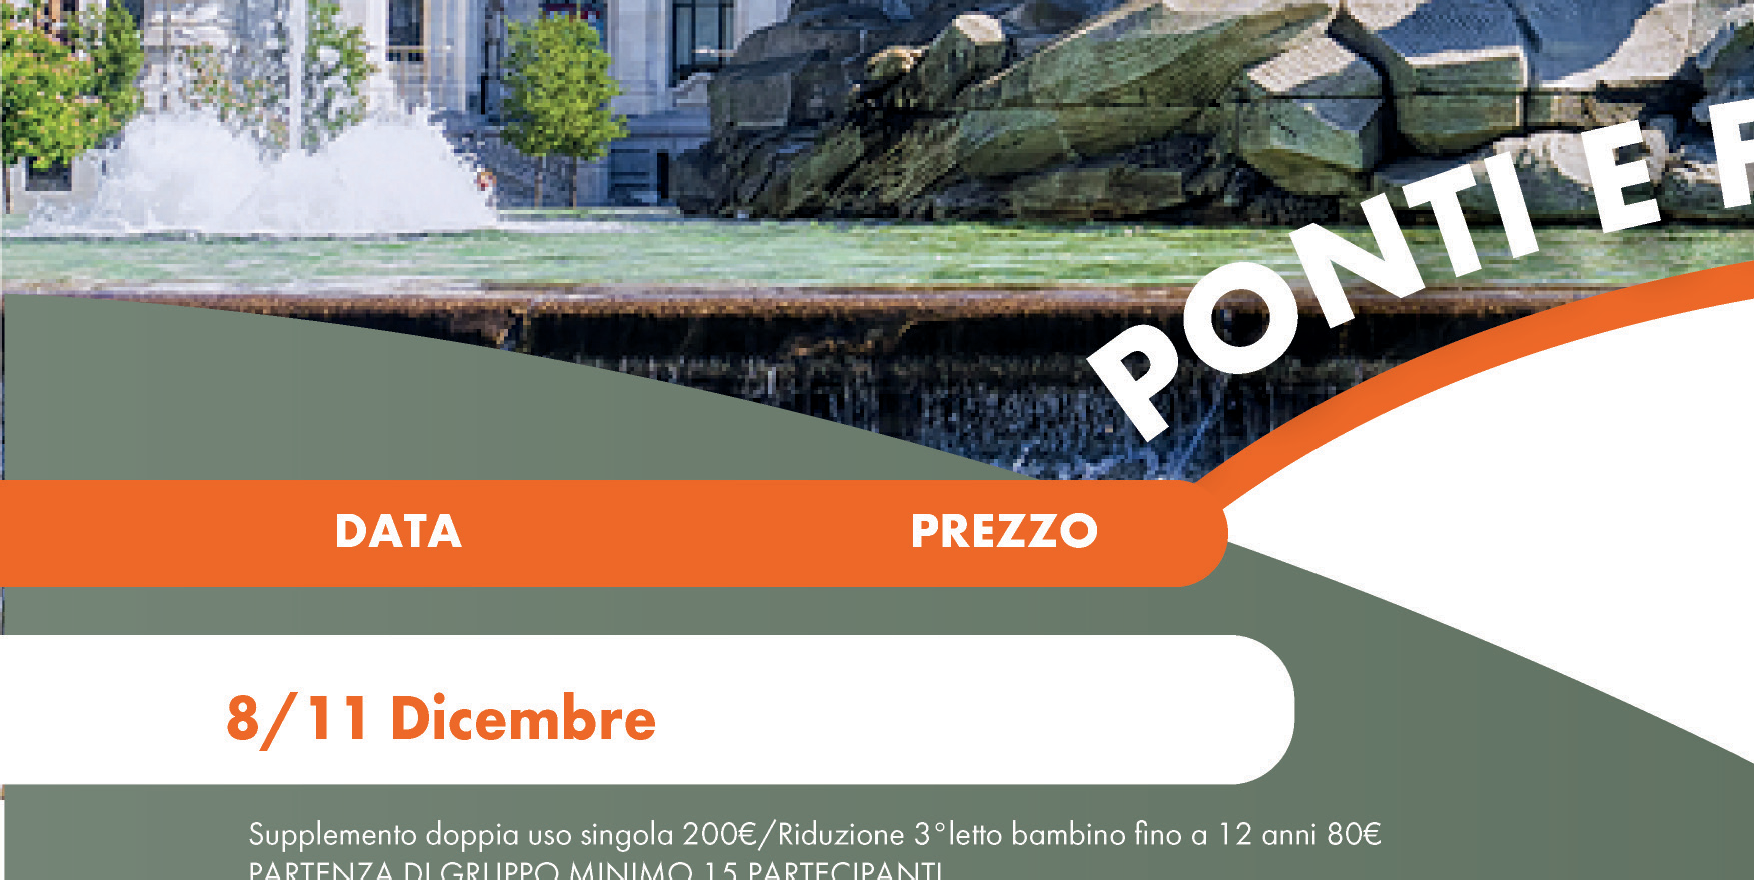 PONTI E
DATA PREZZO
8/11 Dicembre
Supplemento doppia uso singola 200€/Riduzione 3°letto bambino fino a 12 anni 80€
PARTENZA DI GRUPPO MINIMO 15 PARTECIPANTI